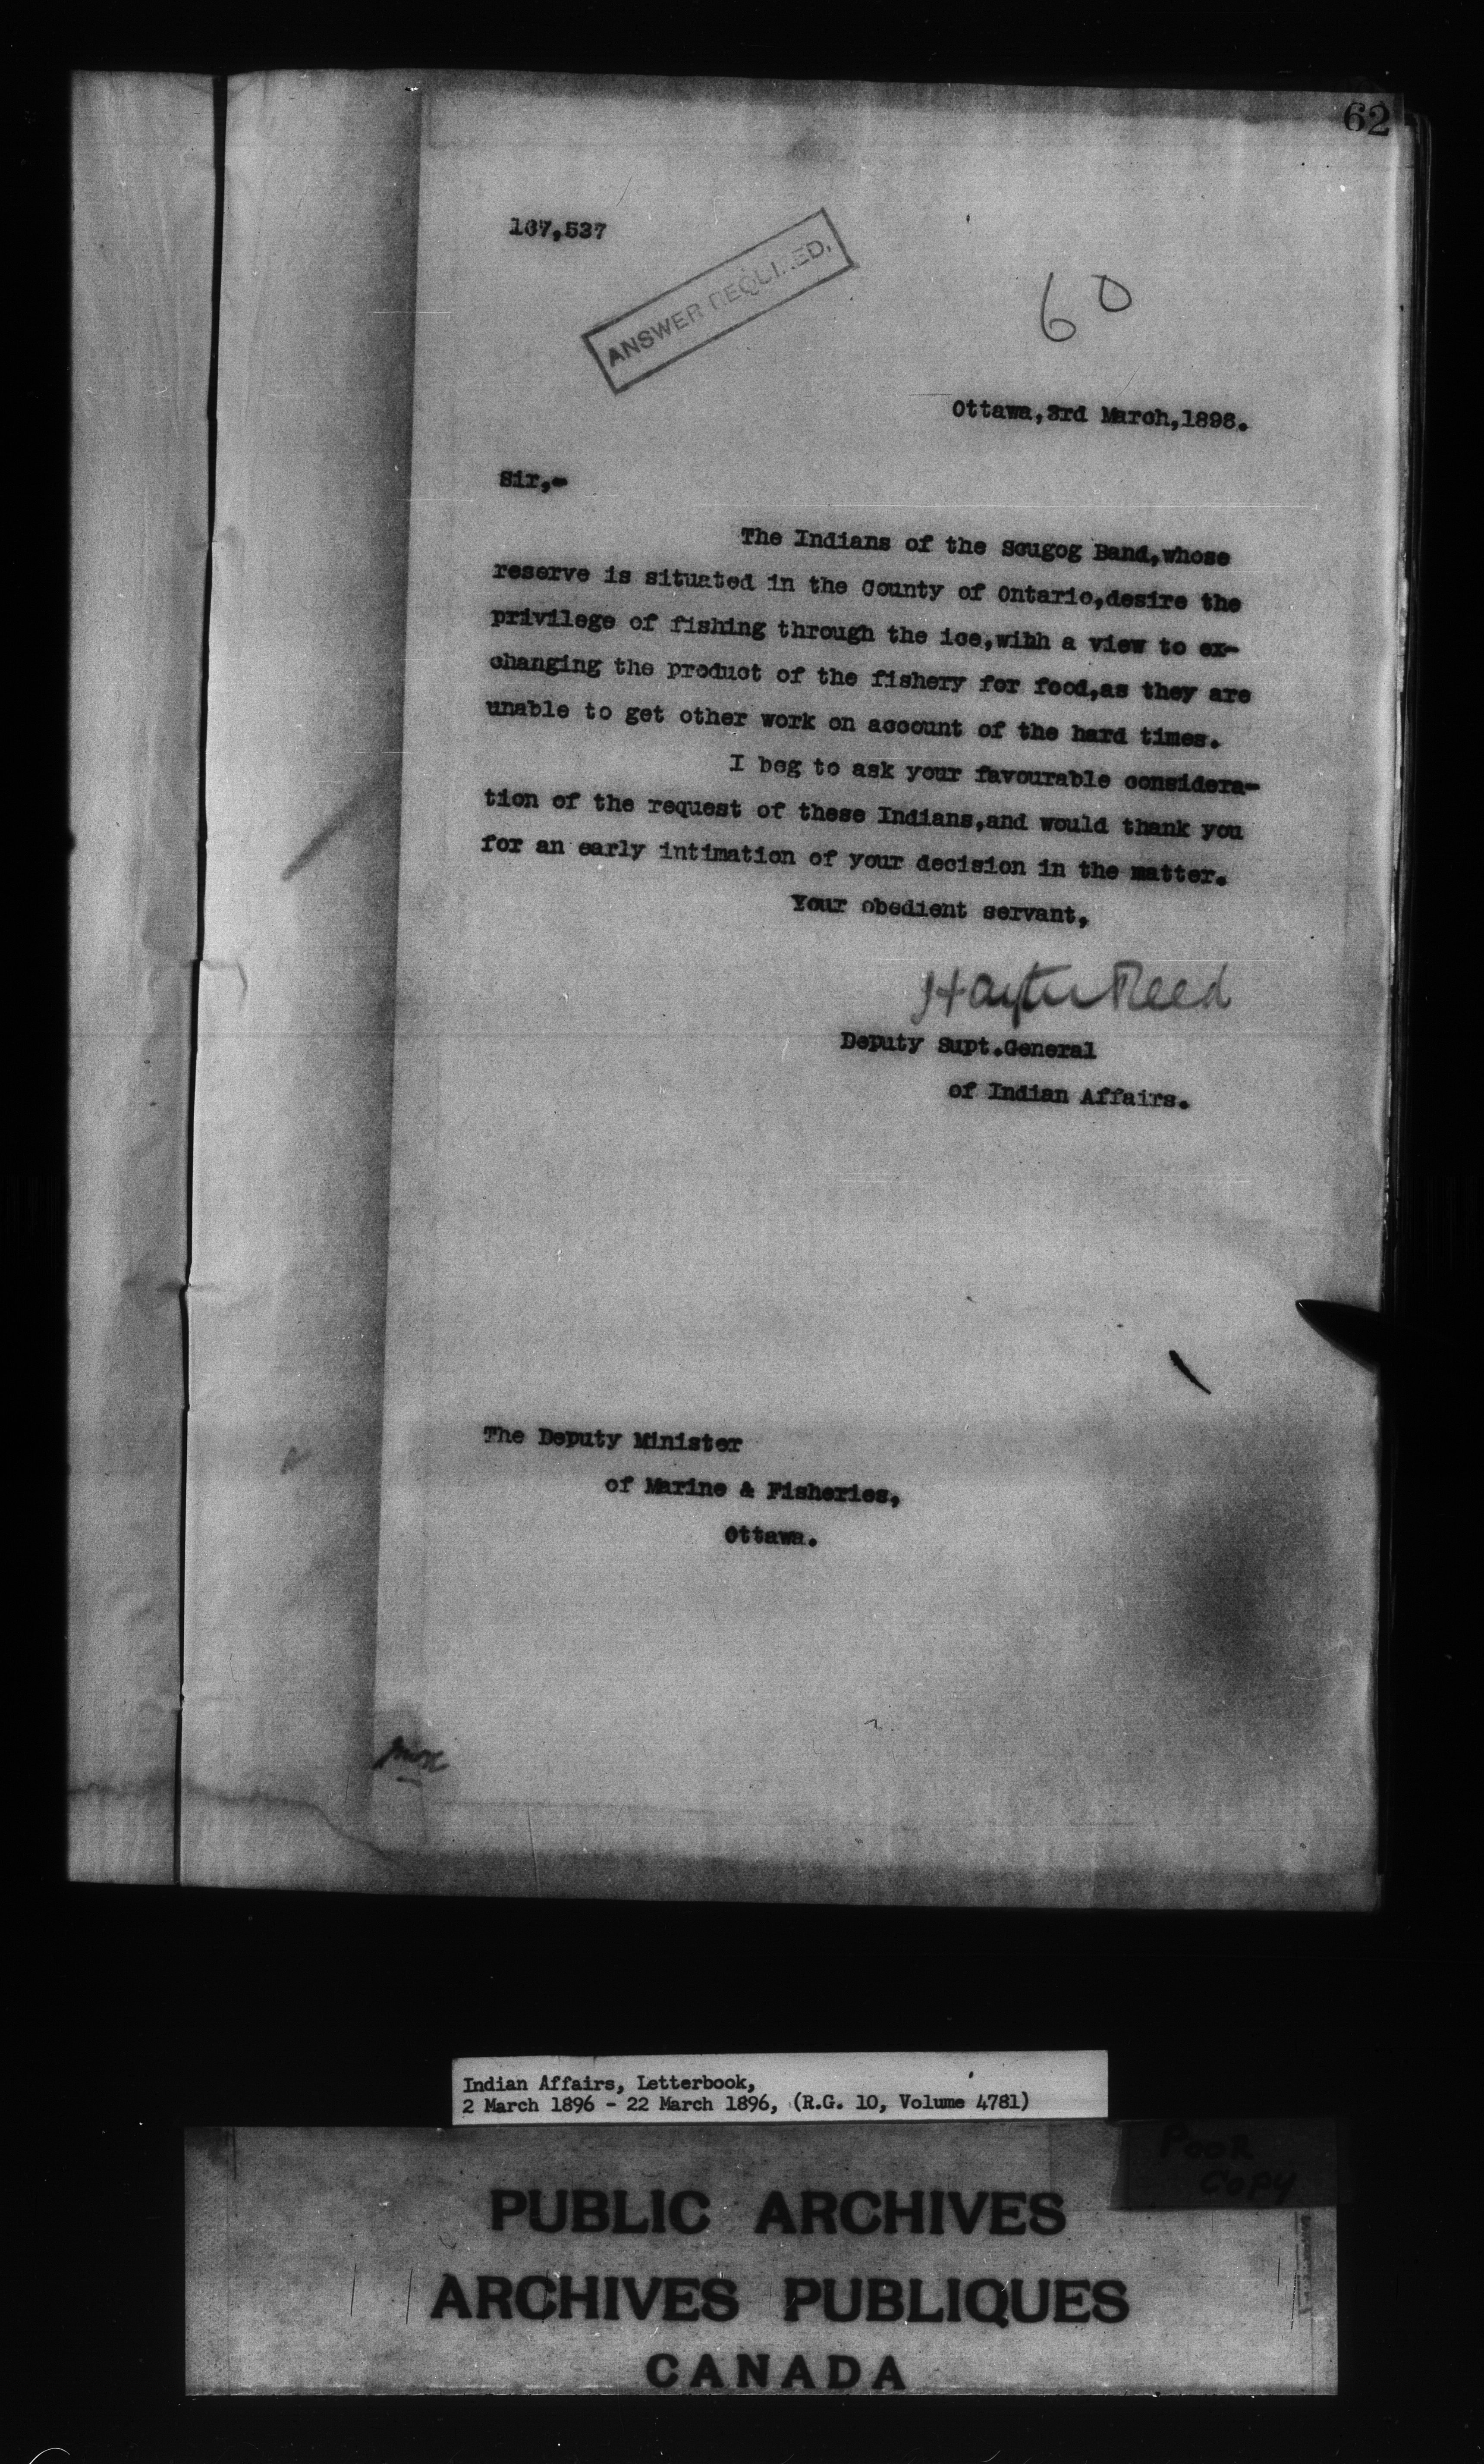 62
167,537
ANSWER REQUIRED.
60
Ottawa,3rd March,1896.
Sir,-
The Indians of the Scugog Band,whose
reserve is situated in the County of Ontario,desire the
privilege of fishing through the ice,wihh a view to ex-
changing the product of the fishery for food,as they are
unable to get other work on account of the hard times.
I beg to ask your favourable considera-
tion of the request of these Indians,and would thank you
for an early intimation of your decision in the matter.
Your obedient servant,
Hayter Reed
Deputy Supt.General
of Indian Affairs.
The Deputy Minister
of Marine & Fisheries,
Ottawa.
Indian Affairs, Letterbook,
2 March 1896 - 22 March 1896, (R.G. 10, Volume 4781)
Poor
Copy
PUBLIC ARCHIVES
ARCHIVES PUBLIQUES
CANADA